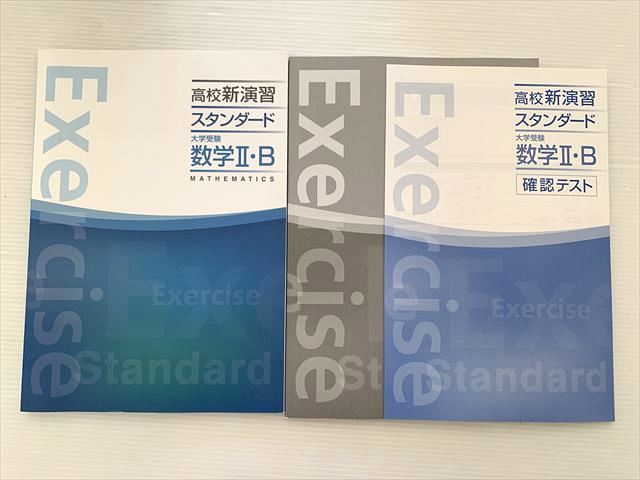 Exercise
高校新演習
スタンダード
大学受験
数学Ⅱ・B
MATHEMATICS
Exercise
Standard
Exercise
Exercise
高校新演習
スタンダード
大学受験
数学Ⅱ・B
確認テスト
Exercise
Standard